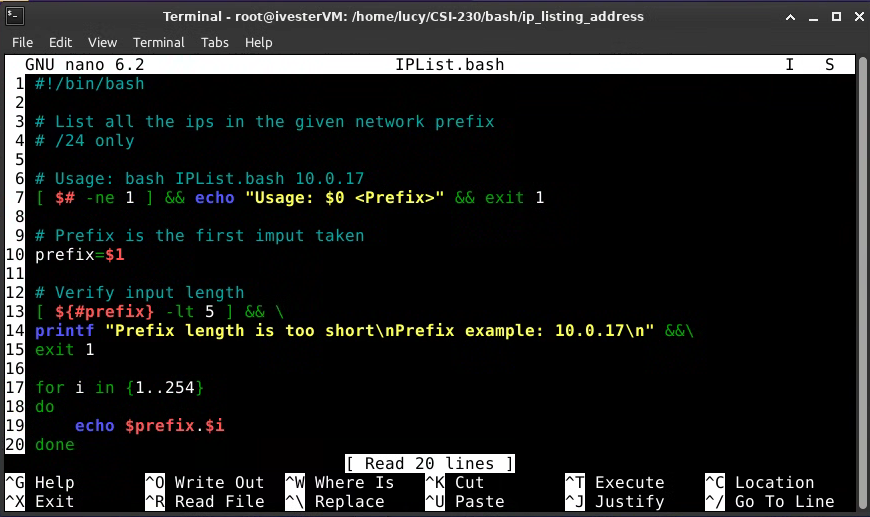 Terminal - root@ivesterVM: /home/lucy/CSI-230/bash/ip_listing_address
File Edit View Terminal Tabs Help
GNU nano 6.2 IPList.bash I S
1 #!/bin/bash
2
3 # List all the ips in the given network prefix
4 # /24 only
5
6 # Usage: bash IPList.bash 10.0.17
7 [ $# -ne 1 ] && echo "Usage: $0 <Prefix>" && exit 1
8
9 # Prefix is the first imput taken
10 prefix=$1
11
12 # Verify input length
13 [ ${#prefix} -lt 5 ] && \
14 printf "Prefix length is too short\nPrefix example: 10.0.17\n" &&\
15 exit 1
16
17 for i in {1..254}
18 do
19     echo $prefix.$i
20 done
[ Read 20 lines ]
^G Help ^O Write Out ^W Where Is ^K Cut ^T Execute ^C Location
^X Exit ^R Read File ^\ Replace ^U Paste ^J Justify ^/ Go To Line